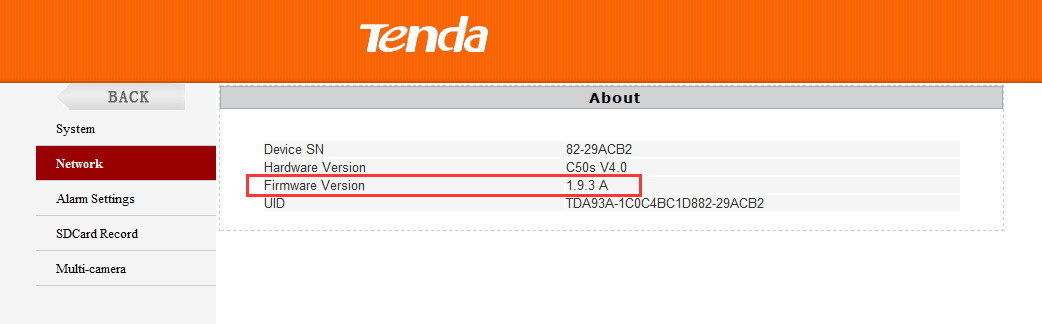 Tenda
BACK
About
System
Network
Alarm Settings
SDCard Record
Multi-camera
Device SN 82-29ACB2
Hardware Version C50s V4.0
Firmware Version 1.9.3 A
UID TDA93A-1C0C4BC1D882-29ACB2